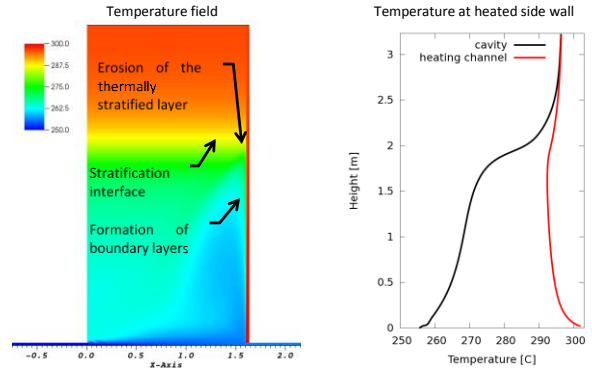 Temperature field
300.0
287.5
275.0
262.5
250.0
Erosion of the
thermally
stratified layer
Stratification
interface
Formation of
boundary layers
-0.5
0.0
0.5
1.0
1.5
2.0
X-Axis
Temperature at heated side wall
cavity
heating channel
3
2.5
2
1.5
1
0.5
0
Height [m]
250
260
270
280
290
300
Temperature [C]